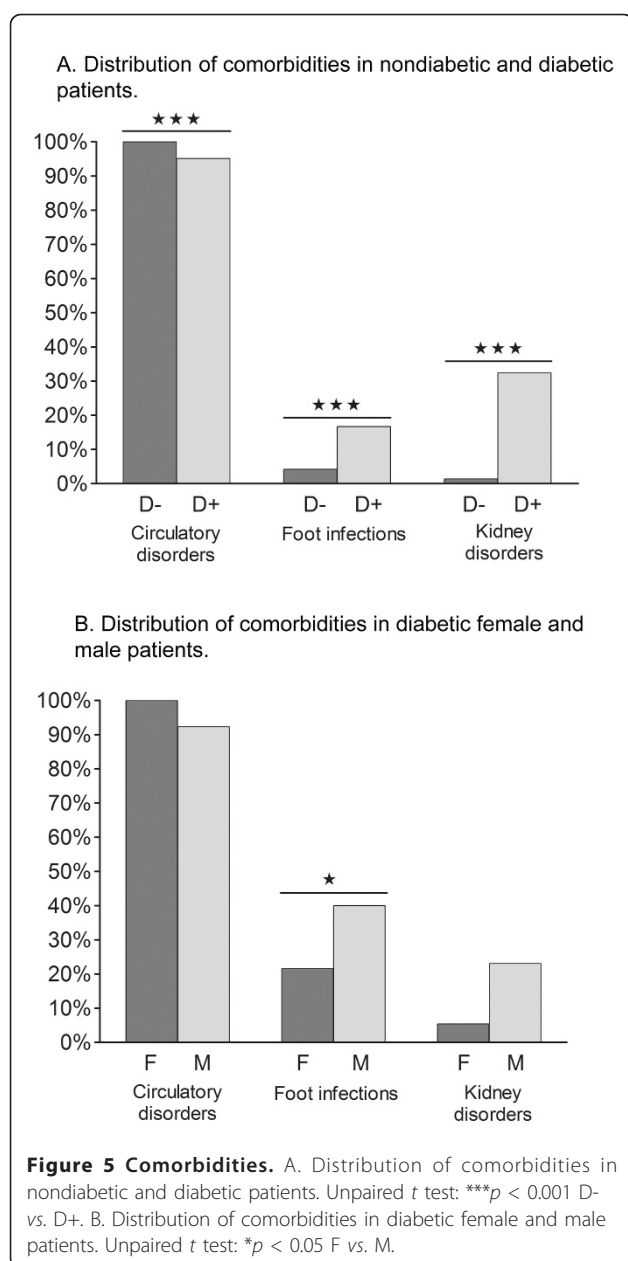 A. Distribution of comorbidities in nondiabetic and diabetic
patients.
★★★
100%
90%
80%
70%
60%
50%
40%
30%
20%
10%
0%
★★★
★★★
D- D+ D- D+ D- D+
Circulatory disorders Foot infections Kidney disorders
B. Distribution of comorbidities in diabetic female and
male patients.
100%
90%
80%
70%
60%
50%
40%
30%
20%
10%
0%
★
F M F M F M
Circulatory disorders Foot infections Kidney disorders
Figure 5 Comorbidities. A. Distribution of comorbidities in
nondiabetic and diabetic patients. Unpaired t test: ***p < 0.001 D-
vs. D+. B. Distribution of comorbidities in diabetic female and male
patients. Unpaired t test: *p < 0.05 F vs. M.